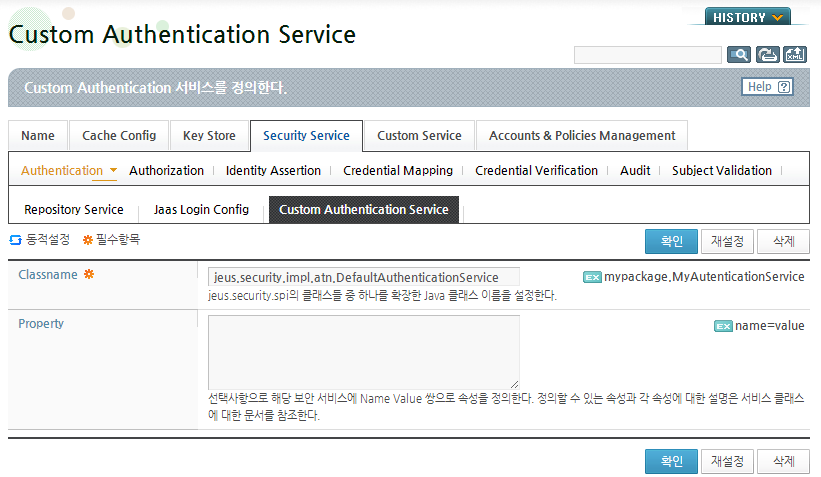 HISTORY
Custom Authentication Service
Custom Authentication 서비스를 정의한다.
Help
Name Cache Config Key Store Security Service Custom Service Accounts & Policies Management
Authentication Authorization Identity Assertion Credential Mapping Credential Verification Audit Subject Validation
Repository Service Jaas Login Config Custom Authentication Service
동적설정 필수항목 확인 재설정 삭제
Classname jeus.security.impl.atn.DefaultAuthenticationService EX mypackage.MyAutenticationService
jeus.security.spi의 클래스들 중 하나를 확장한 Java 클래스 이름을 설정한다.
Property EX name=value
선택사항으로 해당 보안 서비스에 Name Value 쌍으로 속성을 정의한다. 정의할 수 있는 속성과 각 속성에 대한 설명은 서비스 클래스
에 대한 문서를 참조한다.
확인 재설정 삭제